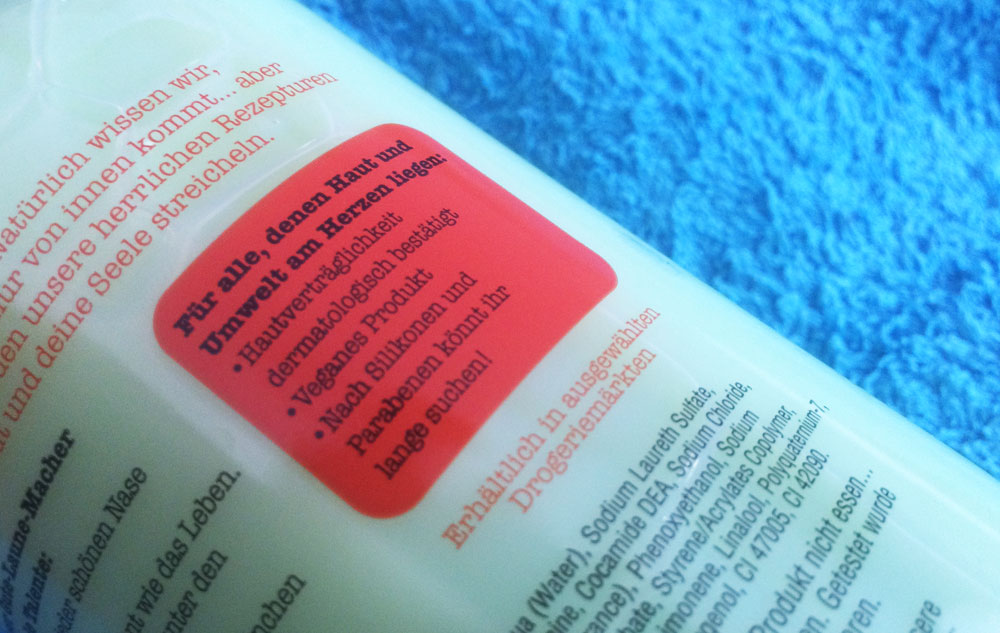 natürlich wissen wir,
nur von innen kommt... aber
den unsere herrlichen Rezepturen
und deine Seele streicheln.
Für alle, denen Haut und
Umwelt am Herzen liegen:
• Hautverträglichkeit
dermatologisch bestätigt
• Veganes Produkt
• Nach Silikonen und
Parabenen könnt ihr
lange suchen!
Erhältlich in ausgewählten
Drogeriemärkten
(Water), Sodium Laureth Sulfate,
Cocamide DEA, Sodium Chloride,
Phenoxyethanol, Sodium
Styrene/Acrylates Copolymer,
Linalool, Polyquaternium-7,
CI 47005, CI 42090.
Produkt nicht essen...
Getestet wurde
Laune-Macher
Talente:
der schönen Nase
wie das Leben.
unter den